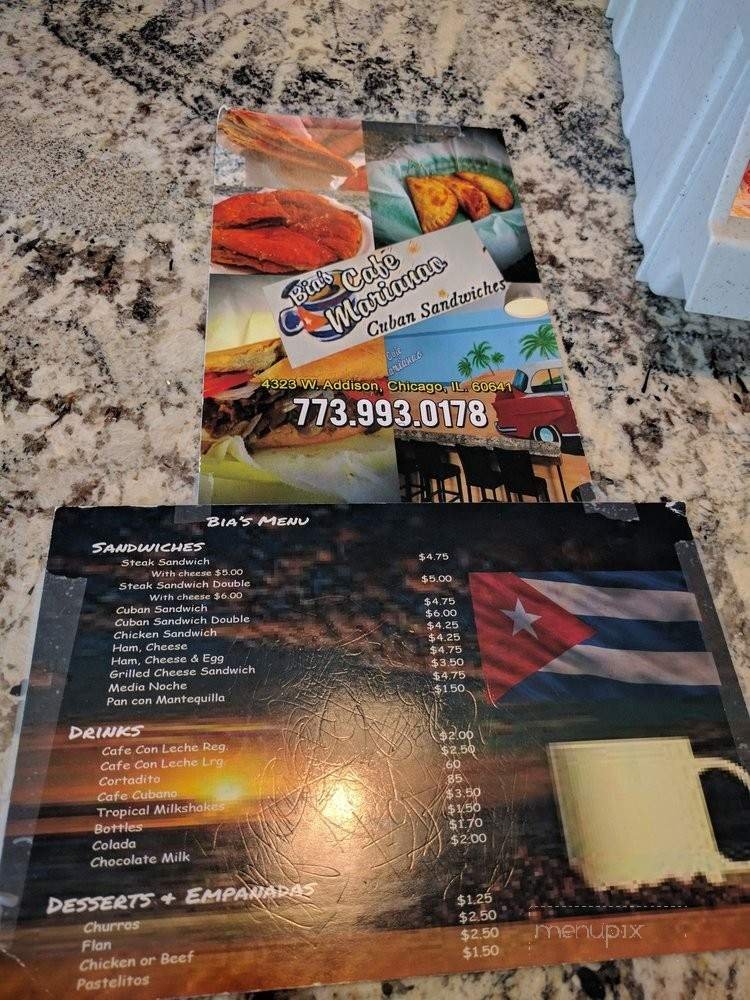 Bia's Cafe
Marianao
Cuban Sandwiches
Cafe
Marianao
4323 W. Addison, Chicago, IL. 60641
773.993.0178
Bia's Menu
Sandwiches
Steak Sandwich $4.75
With cheese $5.00
Steak Sandwich Double $5.00
With cheese $6.00
Cuban Sandwich $4.75
Cuban Sandwich Double $6.00
Chicken Sandwich $4.25
Ham, Cheese $4.25
Ham, Cheese & Egg $4.75
Grilled Cheese Sandwich $3.50
Media Noche $4.75
Pan con Mantequilla $1.50
Drinks
Cafe Con Leche Reg. $2.00
Cafe Con Leche Lrg. $2.50
Cortadito 60
Cafe Cubano 85
Tropical Milkshakes $3.50
Bottles $1.50
Colada $1.70
Chocolate Milk $2.00
Desserts & Empanadas
Churros $1.25
Flan $2.50
Chicken or Beef $2.50
Pastelitos $1.50
menupix